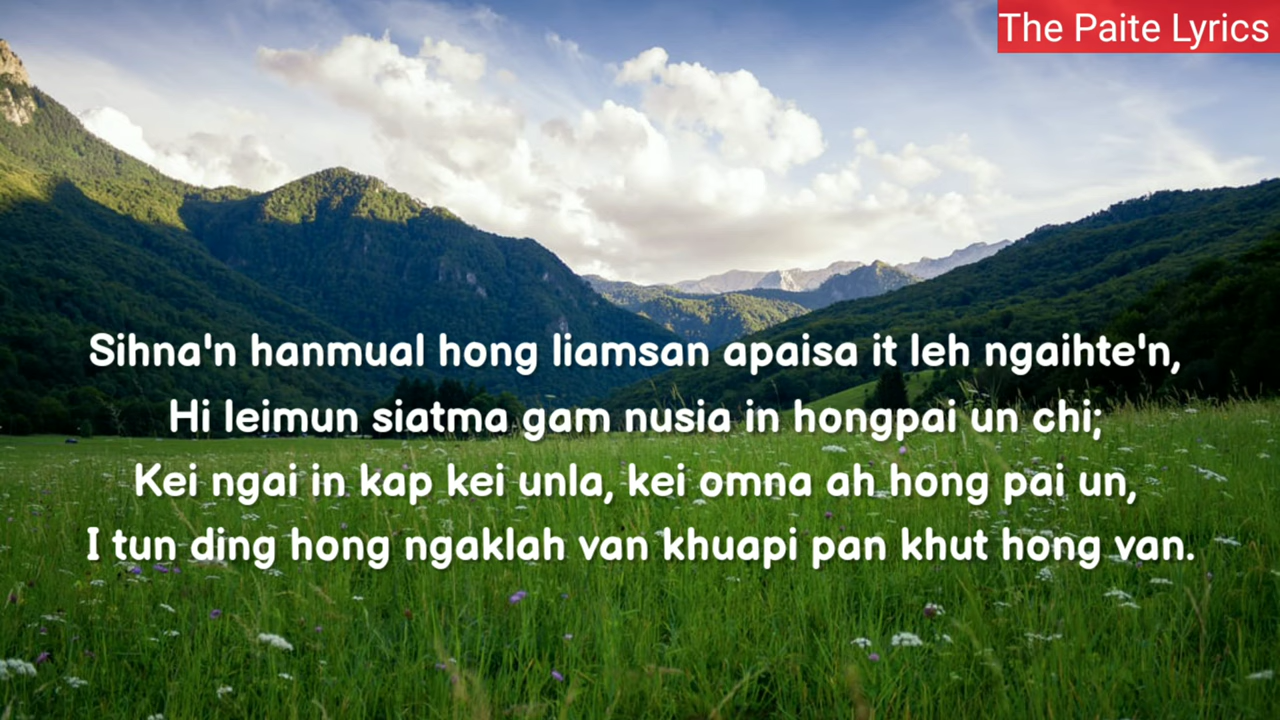 The Paite Lyrics
Sihna'n hanmual hong liamsan apaisa it leh ngaihte'n,
Hi leimun siatma gam nusia in hongpai un chi;
Kei ngai in kap kei unla, kei omna ah hong pai un,
I tun ding hong ngaklah van khuapi pan khut hong van.